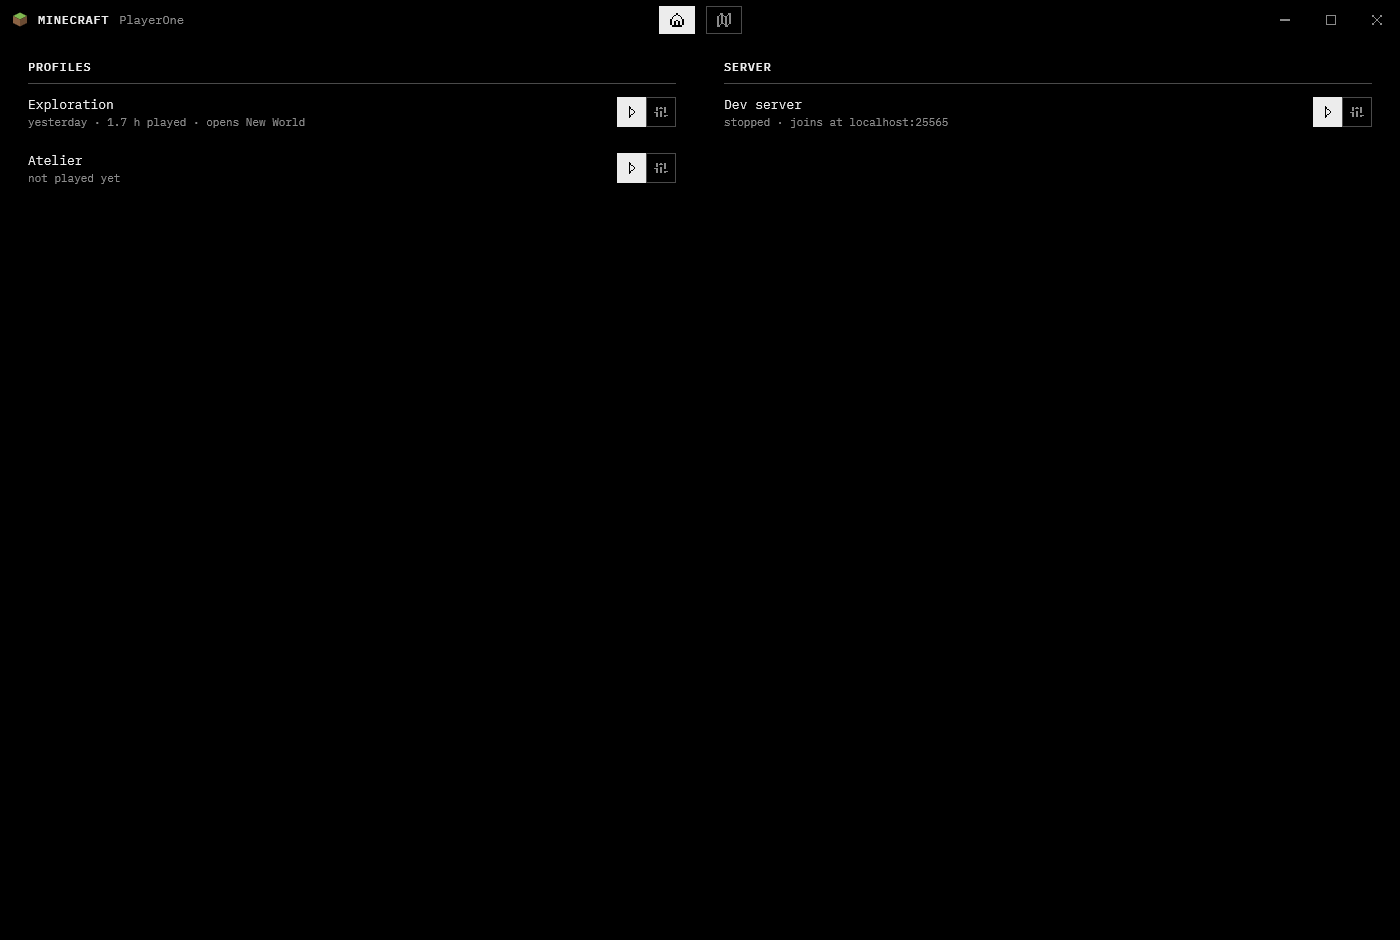 MINECRAFT PlayerOne
PROFILES
Exploration
yesterday · 1.7 h played · opens New World
Atelier
not played yet
SERVER
Dev server
stopped · joins at localhost:25565